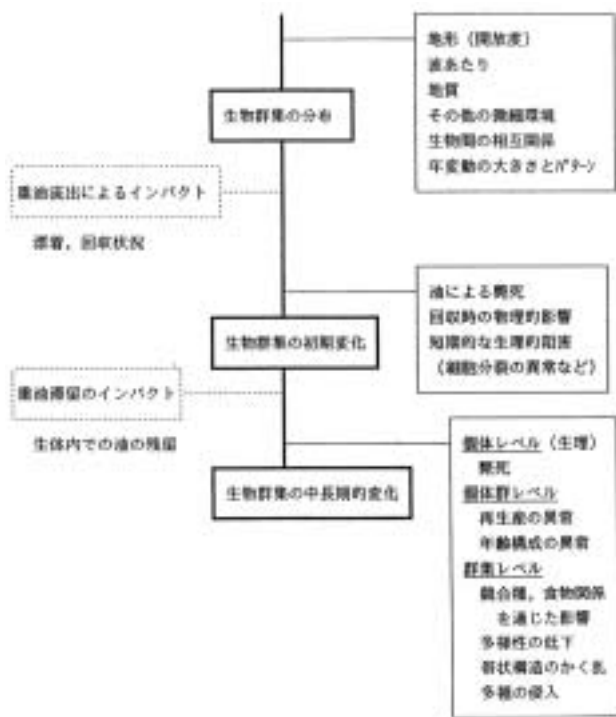 地形（開放度）
波あたり
地質
その他の微細環境
生物間の相互関係
年変動の大きさとパターン
生物群集の分布
重油流出によるインパクト
漂着，回収状況
油による斃死
回収時の物理的影響
短期的な生理的阻害
（細胞分裂の異常など）
生物群集の初期変化
重油滞留のインパクト
生体内での油の残留
個体レベル（生理）
斃死
個体群レベル
再生産の異常
年齢構成の異常
群集レベル
競合種，食物関係
を通じた影響
多様性の低下
帯状構造のかく乱
多種の侵入
生物群集の中長期的変化